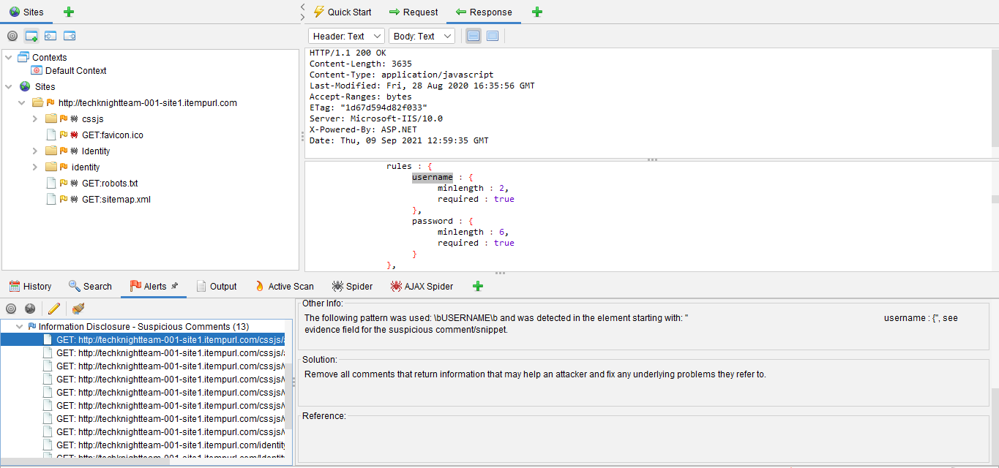 Sites
Quick Start
Request
Response
Header: Text
Body: Text
Contexts
Default Context
Sites
http://techknightteam-001-site1.itempurl.com
cssjs
GET:favicon.ico
Identity
identity
GET:robots.txt
GET:sitemap.xml
HTTP/1.1 200 OK
Content-Length: 3635
Content-Type: application/javascript
Last-Modified: Fri, 28 Aug 2020 16:35:56 GMT
Accept-Ranges: bytes
ETag: "1d67d594d82f033"
Server: Microsoft-IIS/10.0
X-Powered-By: ASP.NET
Date: Thu, 09 Sep 2021 12:59:35 GMT
rules : {
username : {
minlength : 2,
required : true
},
password : {
minlength : 6,
required : true
}
},
History
Search
Alerts
Output
Active Scan
Spider
AJAX Spider
Information Disclosure - Suspicious Comments (13)
GET: http://techknightteam-001-site1.itempurl.com/cssjs/
GET: http://techknightteam-001-site1.itempurl.com/cssjs/
GET: http://techknightteam-001-site1.itempurl.com/cssjs/
GET: http://techknightteam-001-site1.itempurl.com/cssjs/
GET: http://techknightteam-001-site1.itempurl.com/cssjs/
GET: http://techknightteam-001-site1.itempurl.com/cssjs/
GET: http://techknightteam-001-site1.itempurl.com/cssjs/
GET: http://techknightteam-001-site1.itempurl.com/cssjs/
GET: http://techknightteam-001-site1.itempurl.com/identity
GET: http://techknightteam-001-site1.itempurl.com/Identit
Other Info:
The following pattern was used: \bUSERNAME\b and was detected in the element starting with: " username : {", see
evidence field for the suspicious comment/snippet.
Solution:
Remove all comments that return information that may help an attacker and fix any underlying problems they refer to.
Reference: